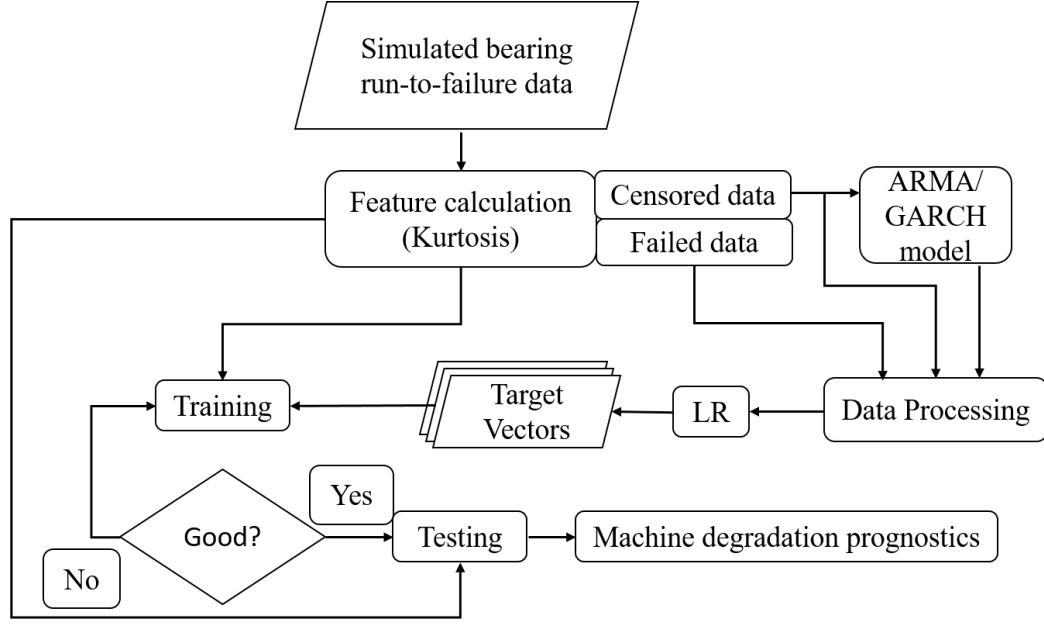 Simulated bearing
run-to-failure data
Feature calculation
(Kurtosis)
Censored data
Failed data
ARMA/
GARCH
model
Training
Target
Vectors
LR
Data Processing
Good?
Yes
No
Testing
Machine degradation prognostics